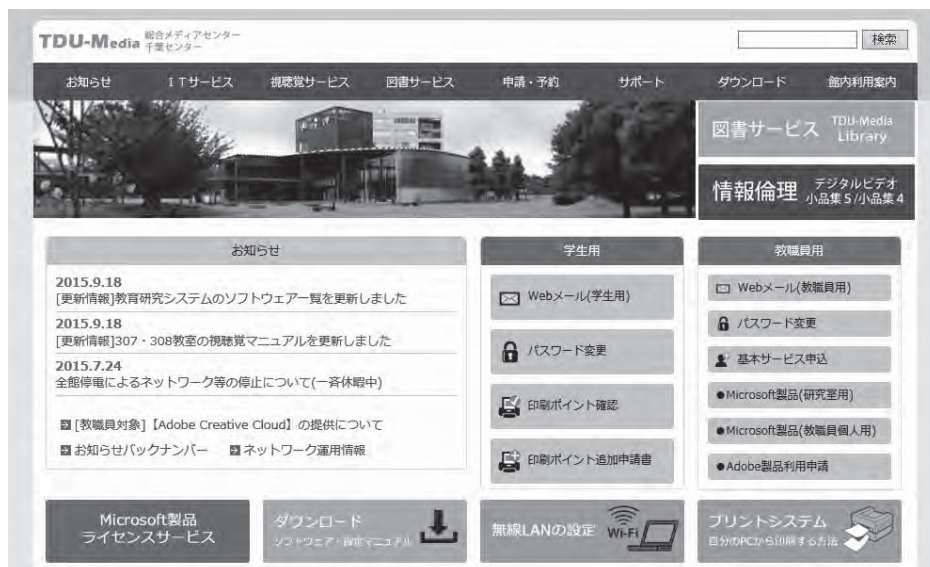 TDU-Media 総合メディアセンター
千葉センター
検索
お知らせ ITサービス 視聴覚サービス 図書サービス 申請・予約 サポート ダウンロード 館内利用案内
図書サービス TDU-Media
Library
情報倫理 デジタルビデオ
小品集5/小品集4
お知らせ
2015.9.18
[更新情報]教育研究システムのソフトウェア一覧を更新しました
2015.9.18
[更新情報]307・308教室の視聴覚マニュアルを更新しました
2015.7.24
全館停電によるネットワーク等の停止について(一斉休暇中)
[教職員対象]【Adobe Creative Cloud】の提供について
お知らせバックナンバー ネットワーク運用情報
学生用
Webメール(学生用)
パスワード変更
印刷ポイント確認
印刷ポイント追加申請書
教職員用
Webメール(教職員用)
パスワード変更
基本サービス申込
●Microsoft製品(研究室用)
●Microsoft製品(教職員個人用)
●Adobe製品利用申請
Microsoft製品
ライセンスサービス
ダウンロード
ソフトウェア・設定マニュアル
無線LANの設定 Wi-Fi
プリントシステム
自分のPCから印刷する方法